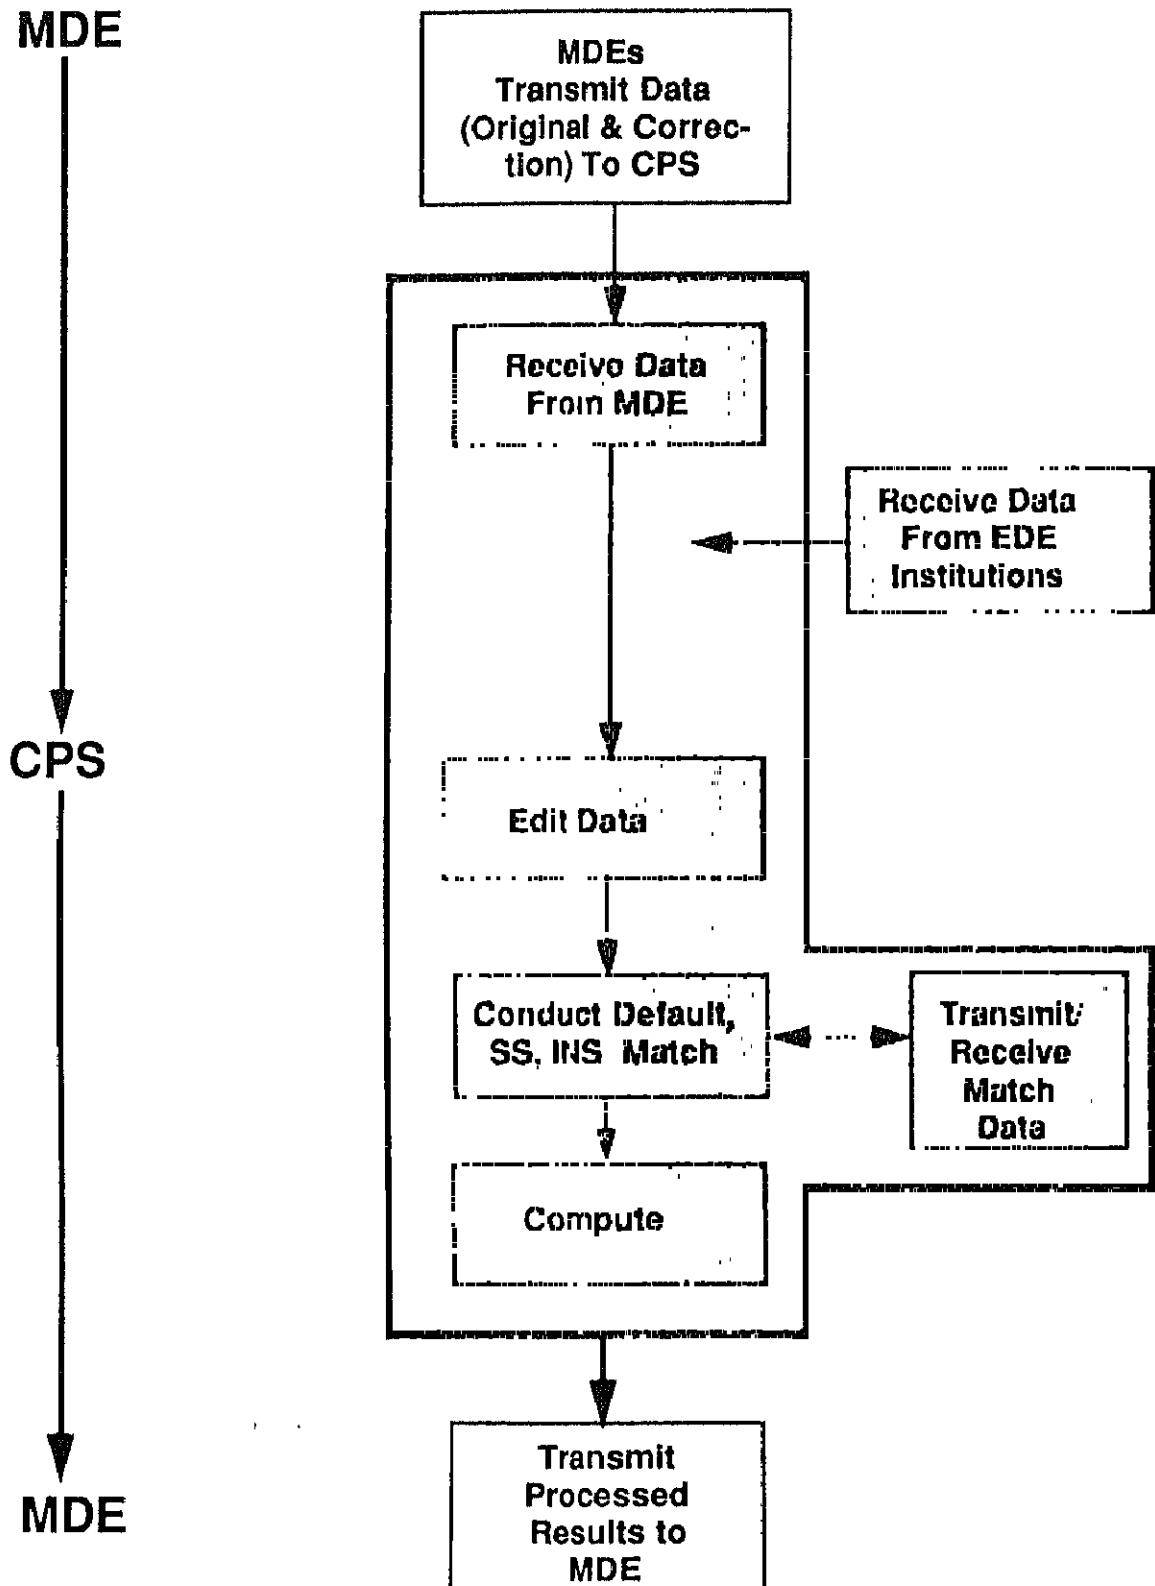 MDE
MDEs
Transmit Data
(Original & Correc-
tion) To CPS
Receive Data
From MDE
Receive Data
From EDE
Institutions
CPS
Edit Data
Conduct Default,
SS, INS Match
Transmit/
Receive
Match
Data
Compute
Transmit
Processed
Results to
MDE
MDE